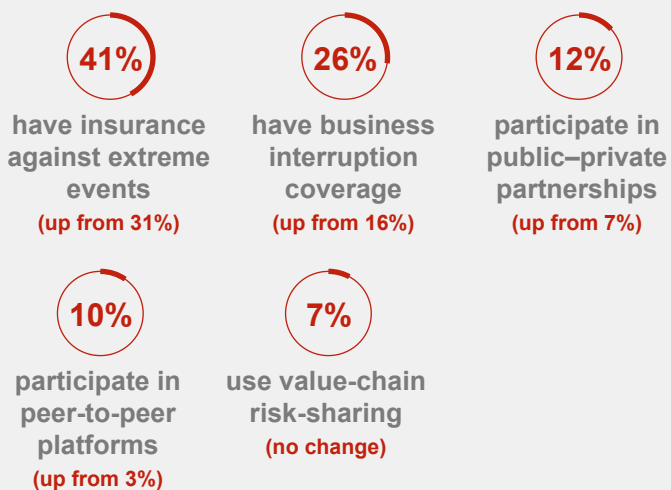 41%
have insurance
against extreme
events
(up from 31%)
26%
have business
interruption
coverage
(up from 16%)
12%
participate in
public–private
partnerships
(up from 7%)
10%
participate in
peer-to-peer
platforms
(up from 3%)
7%
use value-chain
risk-sharing
(no change)